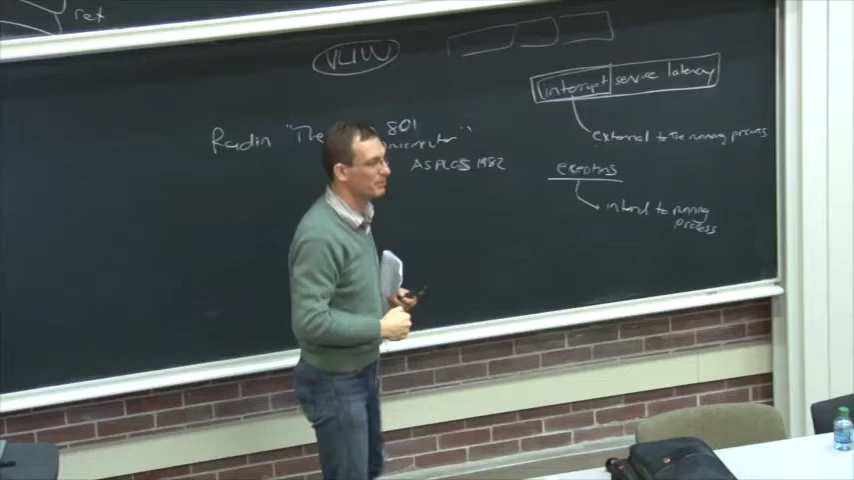 ret
VLIW
interrupt service latency
Radin "The 801
minicomputer"
external to the running process
ASPLOS 1982
exceptions
internal to running
process